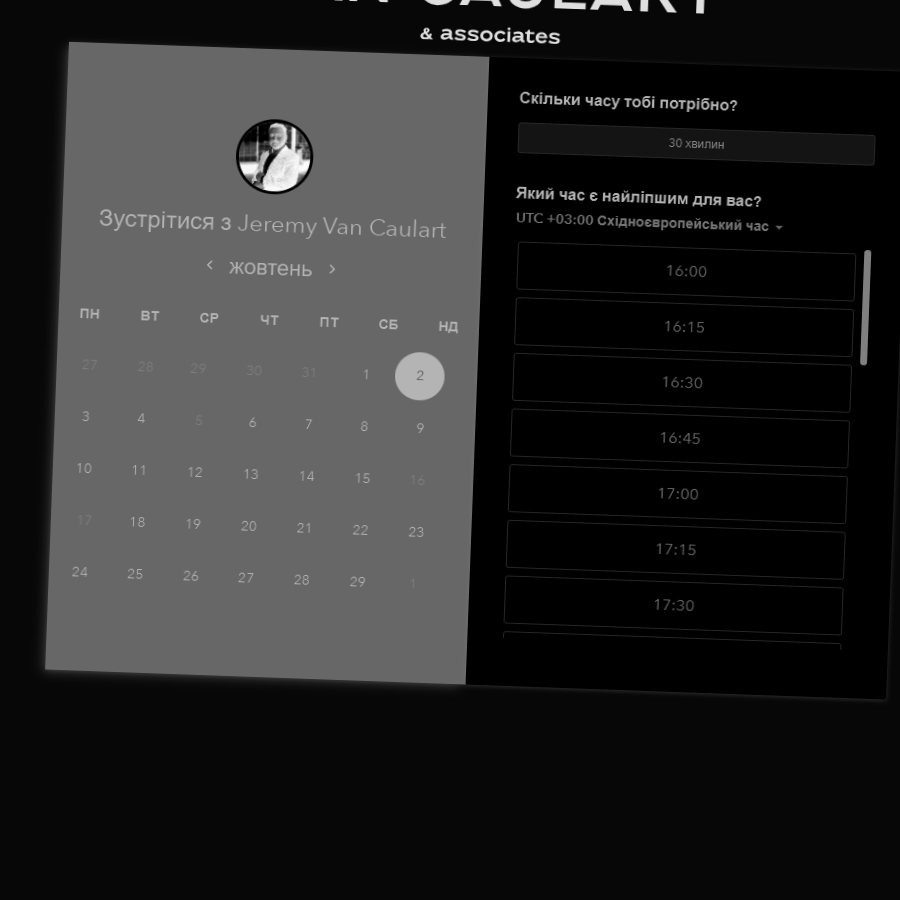 CAULART
& associates
Зустрітися з Jeremy Van Caulart
жовтень
ПН ВТ СР ЧТ ПТ СБ НД
27 28 29 30 31 1 2
3 4 5 6 7 8 9
10 11 12 13 14 15 16
17 18 19 20 21 22 23
24 25 26 27 28 29 1
Скільки часу тобі потрібно?
30 хвилин
Який час є найліпшим для вас?
UTC +03:00 Східноєвропейський час
16:00
16:15
16:30
16:45
17:00
17:15
17:30